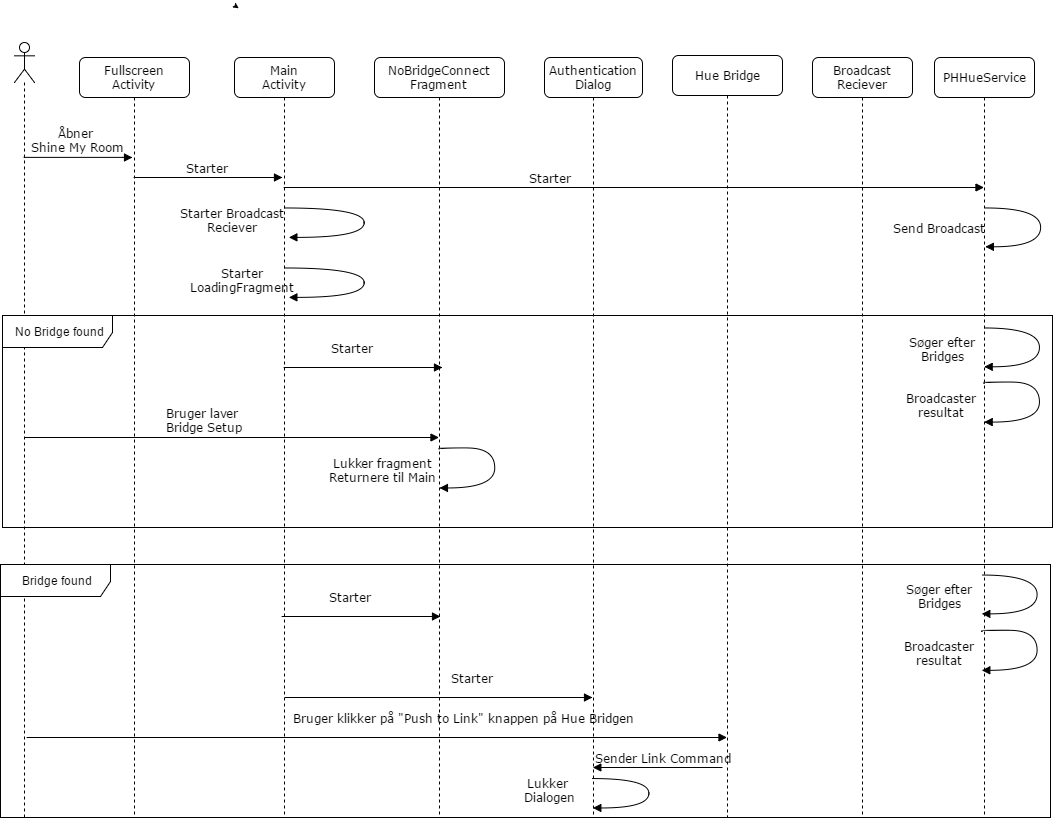 Fullscreen
Activity
Main
Activity
NoBridgeConnect
Fragment
Authentication
Dialog
Hue Bridge
Broadcast
Reciever
PHHueService
Åbner
Shine My Room
Starter
Starter
Starter Broadcast
Reciever
Send Broadcast
Starter
LoadingFragment
No Bridge found
Starter
Søger efter
Bridges
Broadcaster
resultat
Bruger laver
Bridge Setup
Lukker fragment
Returnere til Main
Bridge found
Søger efter
Bridges
Starter
Broadcaster
resultat
Starter
Bruger klikker på "Push to Link" knappen på Hue Bridgen
Sender Link Command
Lukker
Dialogen